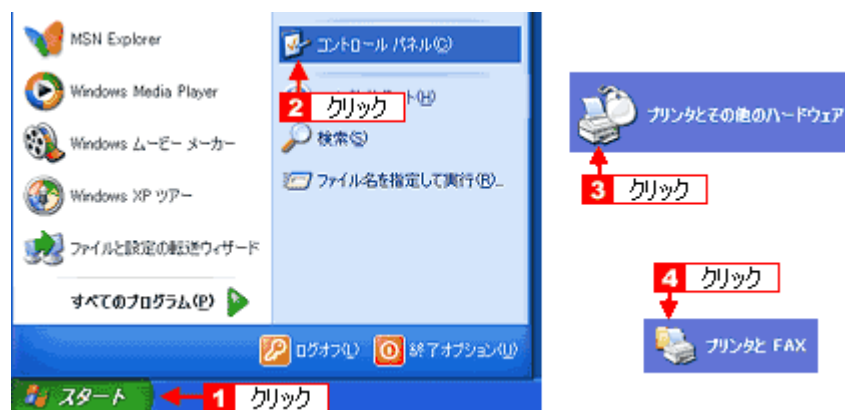 MSN Explorer
Windows Media Player
Windows ムービー メーカー
Windows XP ツアー
ファイルと設定の転送ウィザード
すべてのプログラム(P)
コントロール パネル(C)
2 クリック
ト(H)
検索(S)
ファイル名を指定して実行(R)...
ログオフ(L)
終了オプション(U)
スタート
1 クリック
プリンタとその他のハードウェア
3 クリック
4 クリック
プリンタと FAX